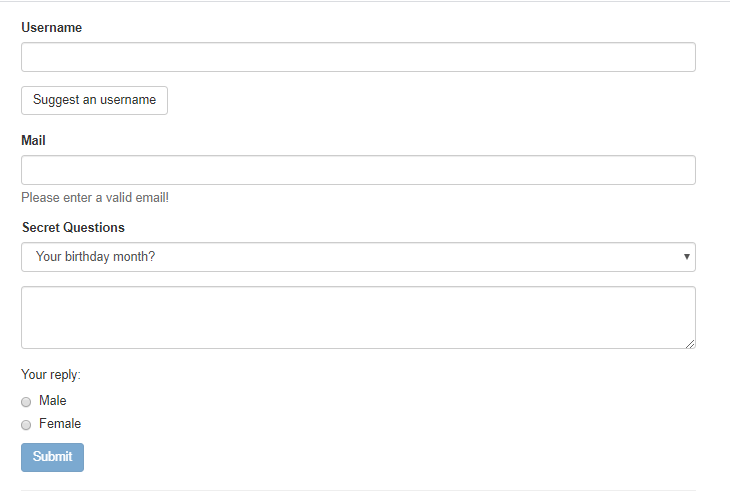 Username
Suggest an username
Mail
Please enter a valid email!
Secret Questions
Your birthday month?
Your reply:
Male
Female
Submit